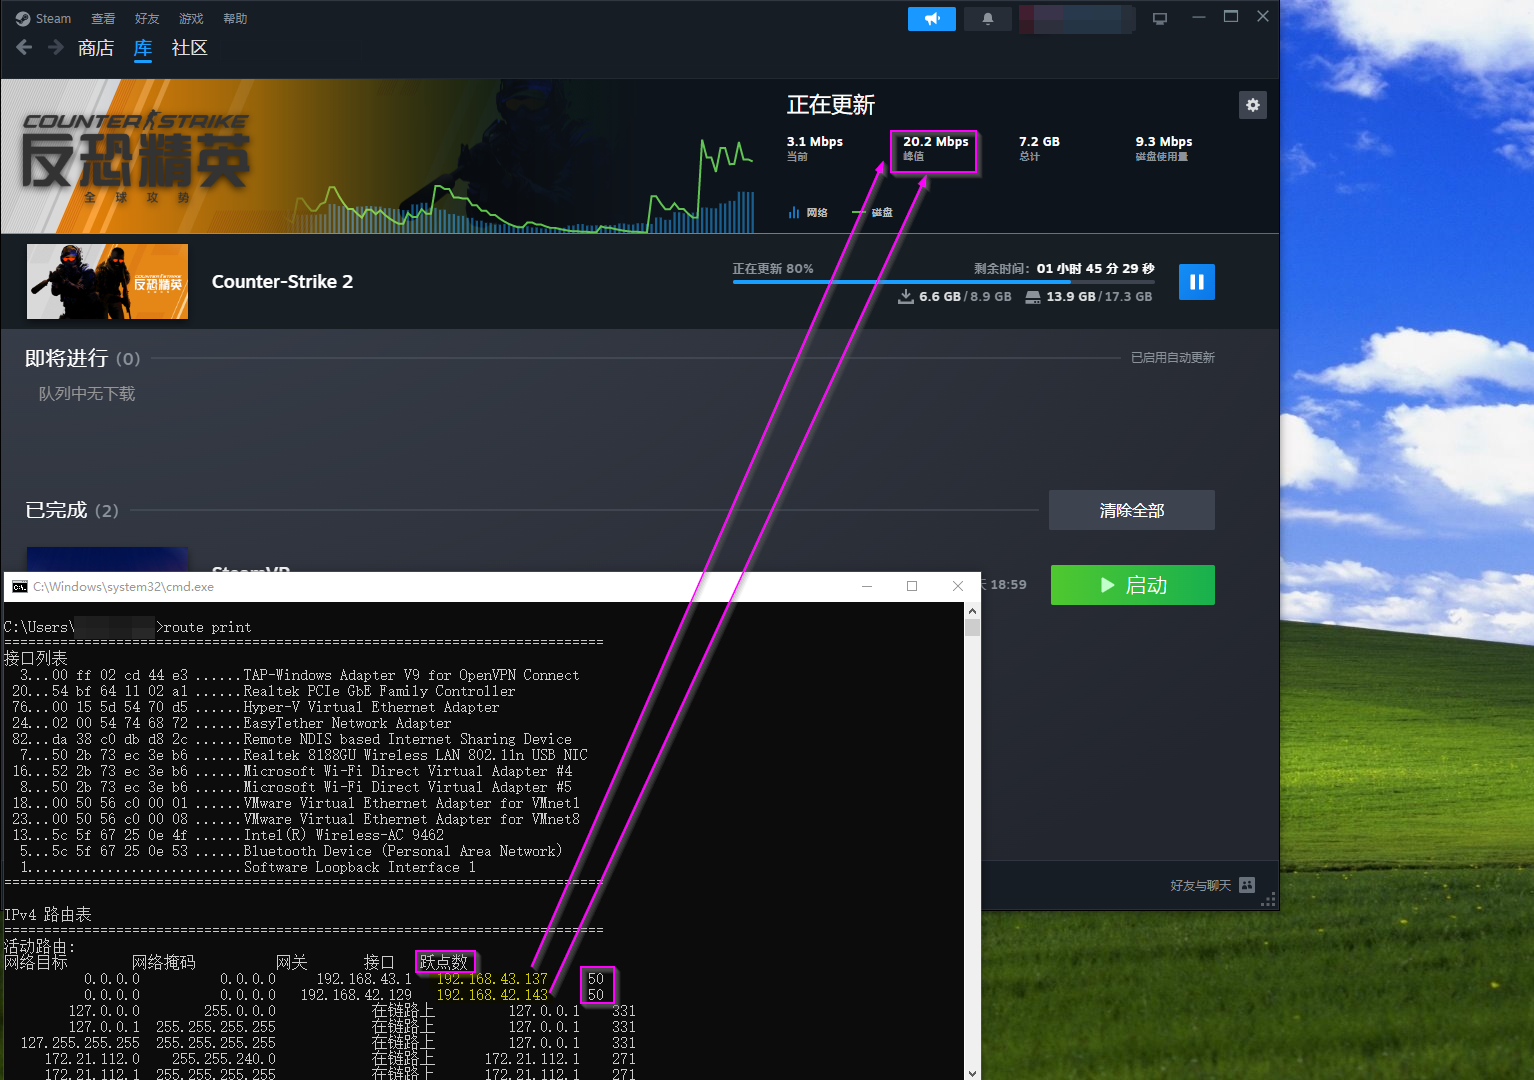 Steam 查看 好友 游戏 帮助
商店 库 社区
COUNTER STRIKE
反恐精英
全球攻势
正在更新
3.1 Mbps 20.2 Mbps 7.2 GB 9.3 Mbps
当前 峰值 总计 磁盘使用量
网络 磁盘
COUNTER STRIKE
反恐精英
Counter-Strike 2
正在更新 80% 剩余时间：01 小时 45 分 29 秒
6.6 GB / 8.9 GB 13.9 GB / 17.3 GB
即将进行 (0) 已启用自动更新
队列中无下载
已完成 (2) 清除全部
SteamVR
18:59 启动
C:\Windows\system32\cmd.exe
C:\Users\ >route print
===========================================================================
接口列表
3...00 ff 02 cd 44 e3 ......TAP-Windows Adapter V9 for OpenVPN Connect
20...54 bf 64 11 02 a1 ......Realtek PCIe GbE Family Controller
76...00 15 5d 54 70 d5 ......Hyper-V Virtual Ethernet Adapter
24...02 00 54 74 68 72 ......EasyTether Network Adapter
82...da 38 c0 db d8 2c ......Remote NDIS based Internet Sharing Device
7...50 2b 73 ec 3e b6 ......Realtek 8188GU Wireless LAN 802.11n USB NIC
16...52 2b 73 ec 3e b6 ......Microsoft Wi-Fi Direct Virtual Adapter #4
8...50 2b 73 ec 3e b6 ......Microsoft Wi-Fi Direct Virtual Adapter #5
18...00 50 56 c0 00 01 ......VMware Virtual Ethernet Adapter for VMnet1
23...00 50 56 c0 00 08 ......VMware Virtual Ethernet Adapter for VMnet8
13...5c 5f 67 25 0e 4f ......Intel(R) Wireless-AC 9462
5...5c 5f 67 25 0e 53 ......Bluetooth Device (Personal Area Network)
1...........................Software Loopback Interface 1
===========================================================================
好友与聊天
IPv4 路由表
===========================================================================
活动路由:
网络目标 网络掩码 网关 接口 跃点数
0.0.0.0 0.0.0.0 192.168.43.1 192.168.43.137 50
0.0.0.0 0.0.0.0 192.168.42.129 192.168.42.143 50
127.0.0.0 255.0.0.0 在链路上 127.0.0.1 331
127.0.0.1 255.255.255.255 在链路上 127.0.0.1 331
127.255.255.255 255.255.255.255 在链路上 127.0.0.1 331
172.21.112.0 255.255.240.0 在链路上 172.21.112.1 271
172.21.112.1 255.255.255.255 在链路上 172.21.112.1 271